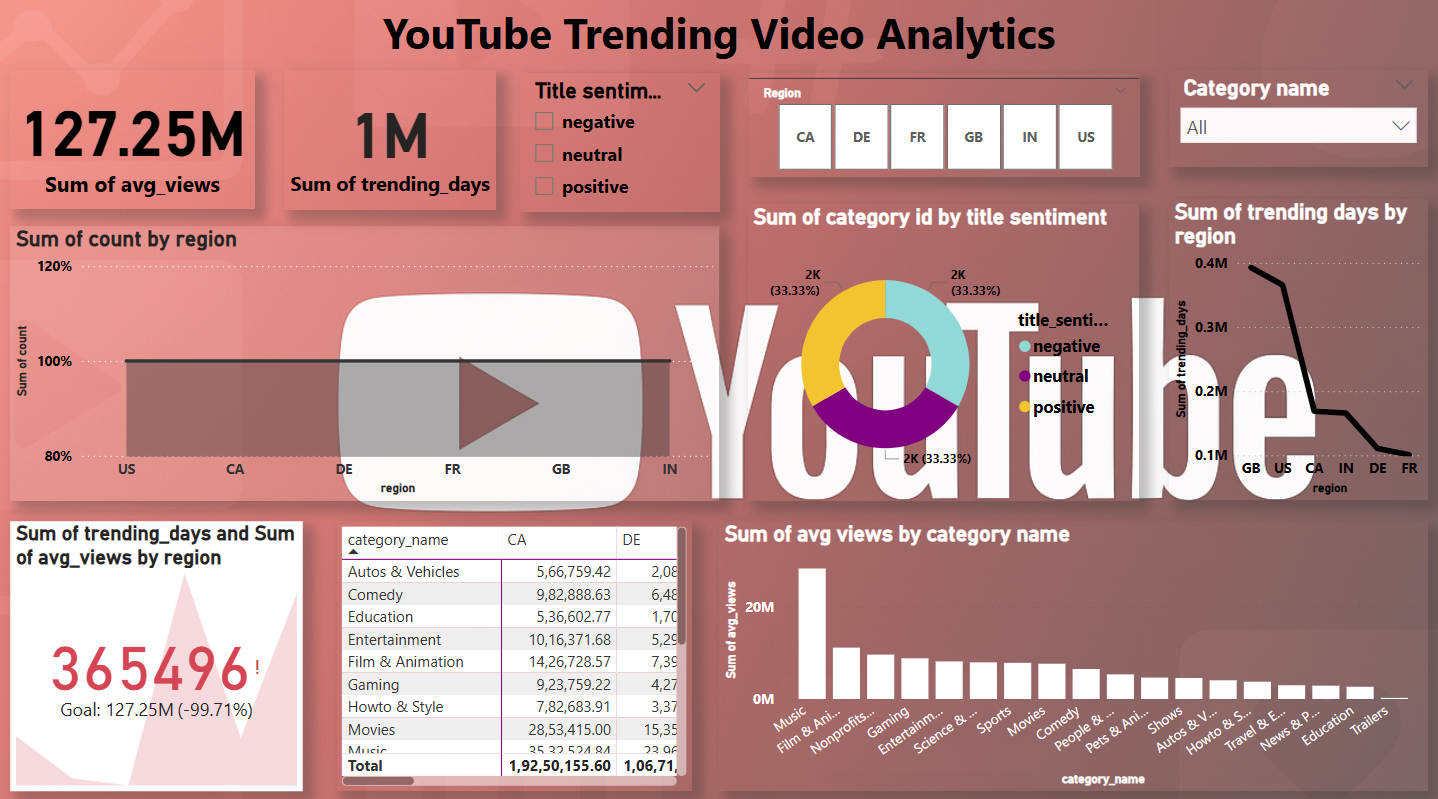 YouTube Trending Video Analytics
127.25M
Sum of avg_views
1M
Sum of trending_days
Title sentim...
negative
neutral
positive
Region
CA
DE
FR
GB
IN
US
Category name
All
Sum of count by region
120%
100%
80%
Sum of count
US
CA
DE
FR
GB
IN
region
YouTube
Sum of category id by title sentiment
2K
(33.33%)
2K
(33.33%)
2K (33.33%)
title_senti...
negative
neutral
positive
Sum of trending days by
region
0.4M
0.3M
0.2M
0.1M
Sum of trending_days
GB
US
CA
IN
DE
FR
region
Sum of trending_days and Sum
of avg_views by region
365496!
Goal: 127.25M (-99.71%)
category_name CA DE
Autos & Vehicles 5,66,759.42 2,08
Comedy 9,82,888.63 6,48
Education 5,36,602.77 1,70
Entertainment 10,16,371.68 5,29
Film & Animation 14,26,728.57 7,39
Gaming 9,23,759.22 4,27
Howto & Style 7,82,683.91 3,37
Movies 28,53,415.00 15,35
Music 35,32,524.84 23,96
Total 1,92,50,155.60 1,06,71,
Sum of avg views by category name
20M
0M
Sum of avg_views
Music
Film & Ani...
Nonprofits...
Gaming
Entertainm...
Science & ...
Sports
Movies
Comedy
People & ...
Pets & Ani...
Shows
Autos & V...
Howto & S...
Travel & E...
News & P...
Education
Trailers
category_name